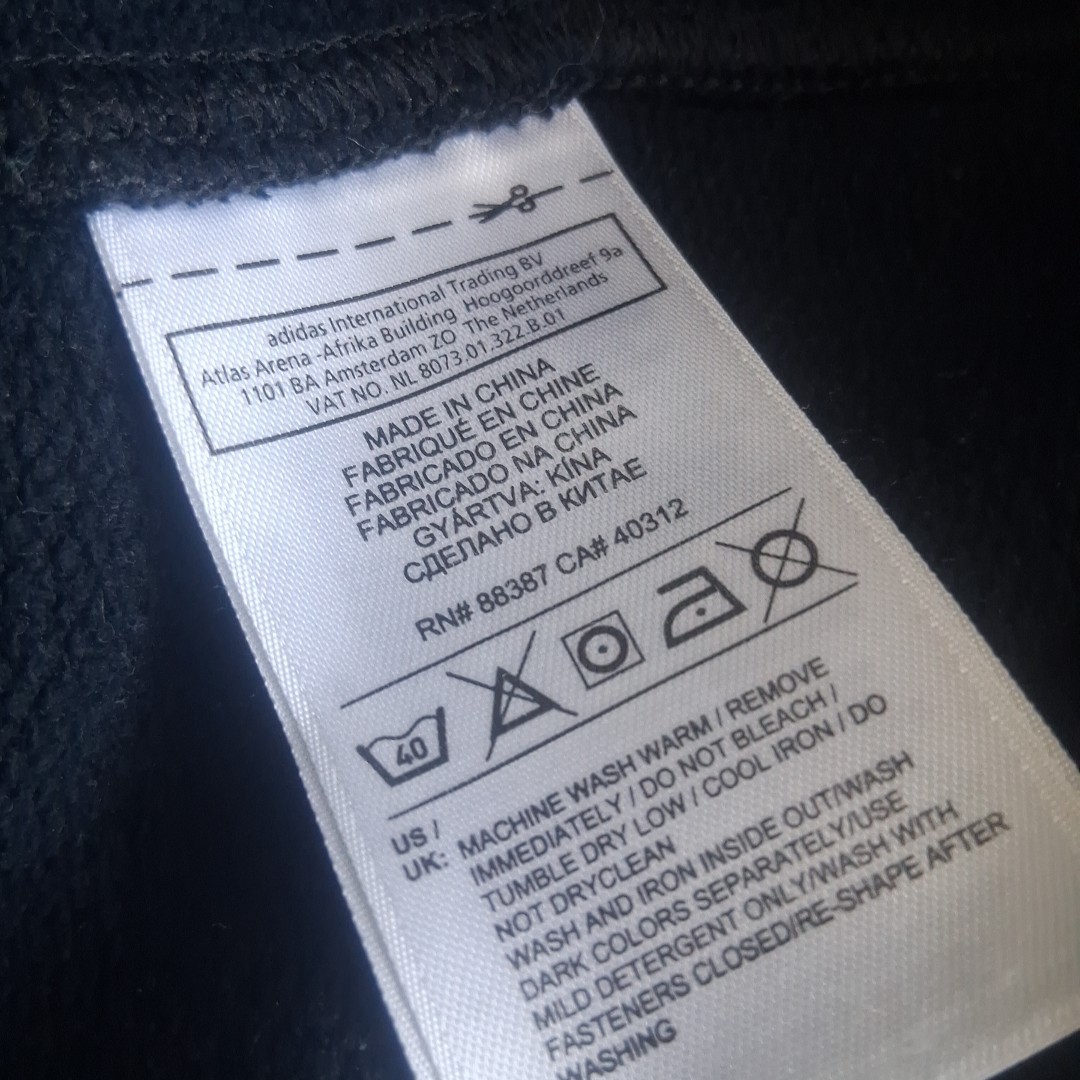 adidas International Trading BV
Atlas Arena -Afrika Building Hoogoorddreef 9a
1101 BA Amsterdam ZO The Netherlands
VAT NO. NL 8073.01.322.B.01
MADE IN CHINA
FABRIQUÉ EN CHINE
FABRICADO EN CHINA
FABRICADO NA CHINA
GYÁRTVA: KÍNA
СДЕЛАНО В КИТАЕ
RN# 88387 CA# 40312
40
US / UK: MACHINE WASH WARM / REMOVE
IMMEDIATELY / DO NOT BLEACH /
TUMBLE DRY LOW / COOL IRON / DO
NOT DRYCLEAN
WASH AND IRON INSIDE OUT/WASH
DARK COLORS SEPARATELY/USE
MILD DETERGENT ONLY/WASH WITH
FASTENERS CLOSED/RE-SHAPE AFTER
WASHING